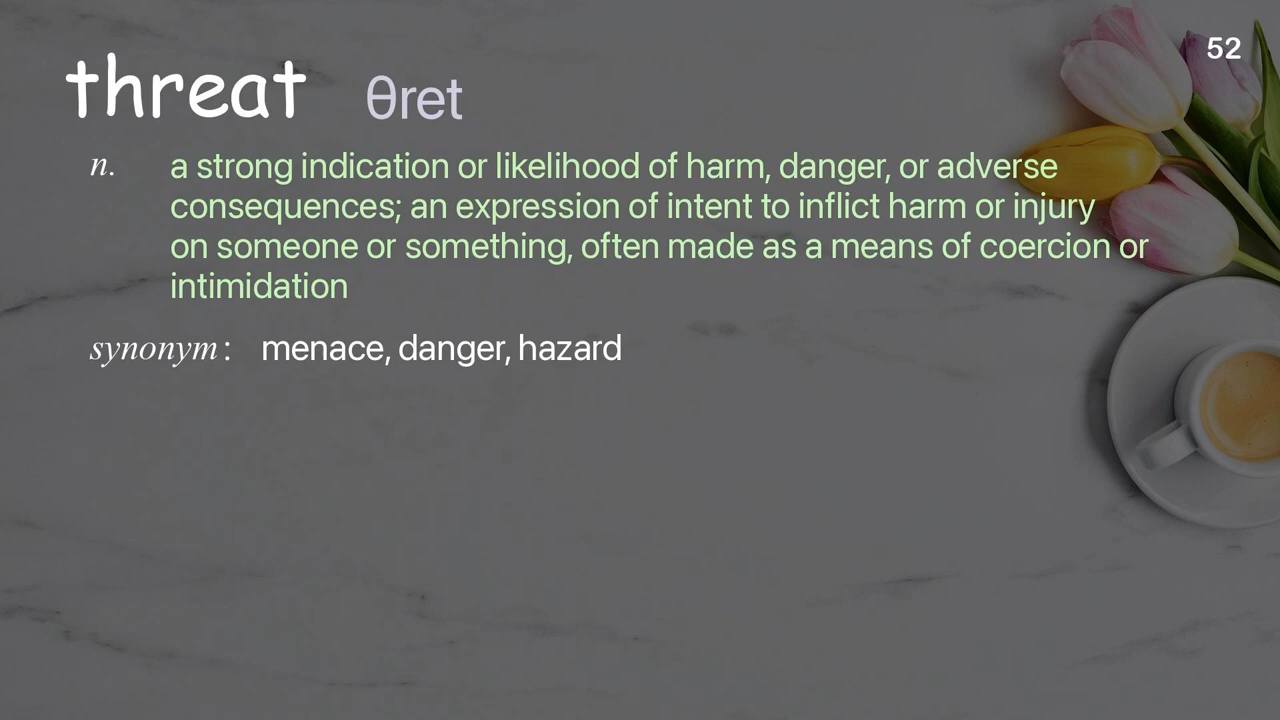 52
threat θret
n. a strong indication or likelihood of harm, danger, or adverse
consequences; an expression of intent to inflict harm or injury
on someone or something, often made as a means of coercion or
intimidation
synonym: menace, danger, hazard